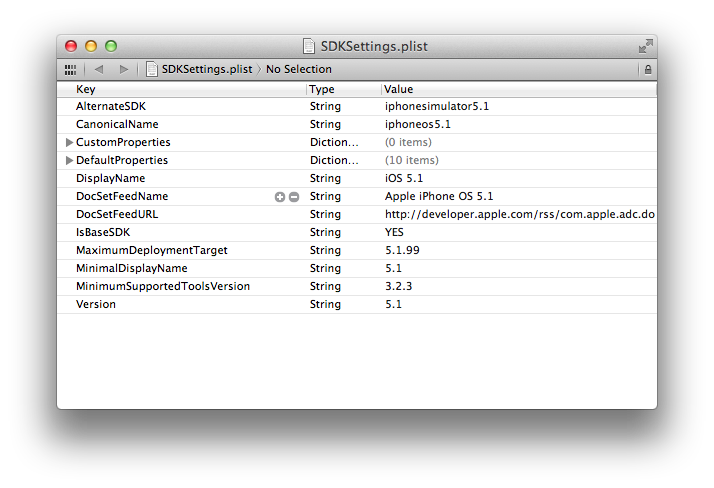 SDKSettings.plist
SDKSettings.plist No Selection
Key Type Value
AlternateSDK String iphonesimulator5.1
CanonicalName String iphoneos5.1
CustomProperties Diction... (0 items)
DefaultProperties Diction... (10 items)
DisplayName String iOS 5.1
DocSetFeedName String Apple iPhone OS 5.1
DocSetFeedURL String http://developer.apple.com/rss/com.apple.adc.do
IsBaseSDK String YES
MaximumDeploymentTarget String 5.1.99
MinimalDisplayName String 5.1
MinimumSupportedToolsVersion String 3.2.3
Version String 5.1